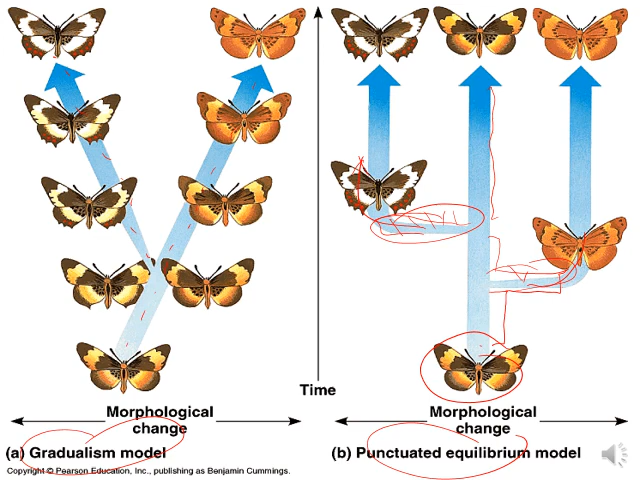 Time
Morphological
change
Morphological
change
(a) Gradualism model
(b) Punctuated equilibrium model
Copyright © Pearson Education, Inc., publishing as Benjamin Cummings.